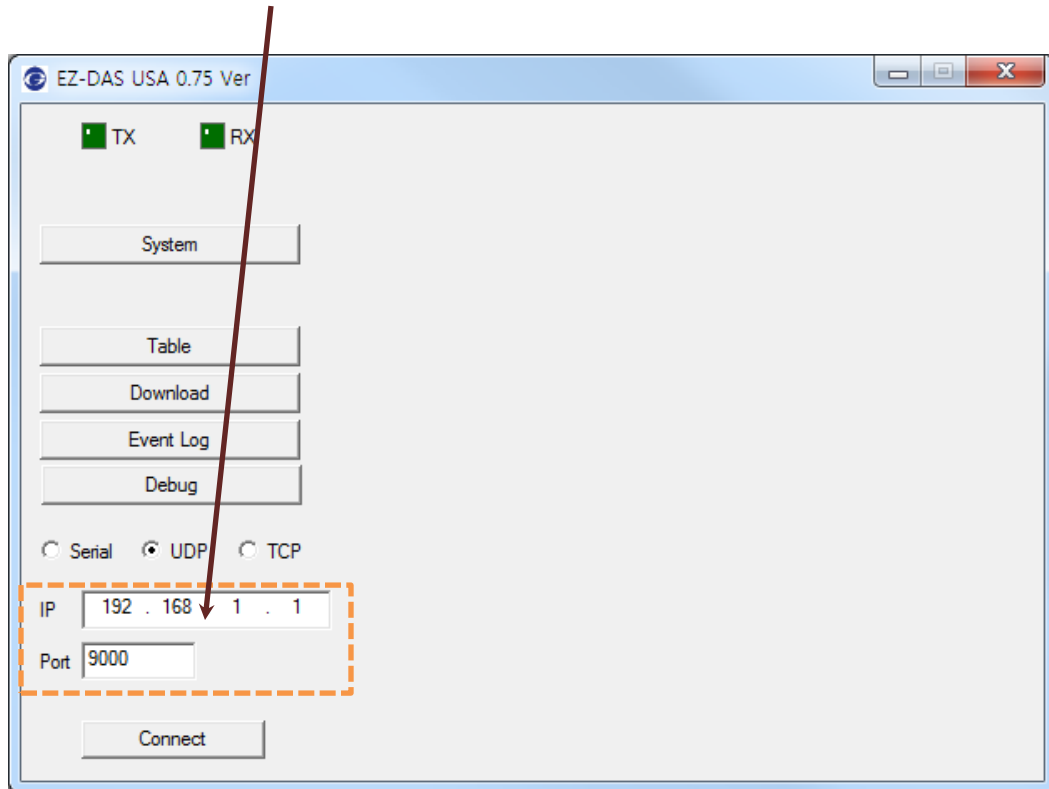 EZ-DAS USA 0.75 Ver
TX RX
System
Table
Download
Event Log
Debug
Serial UDP TCP
IP 192 . 168 . 1 . 1
Port 9000
Connect